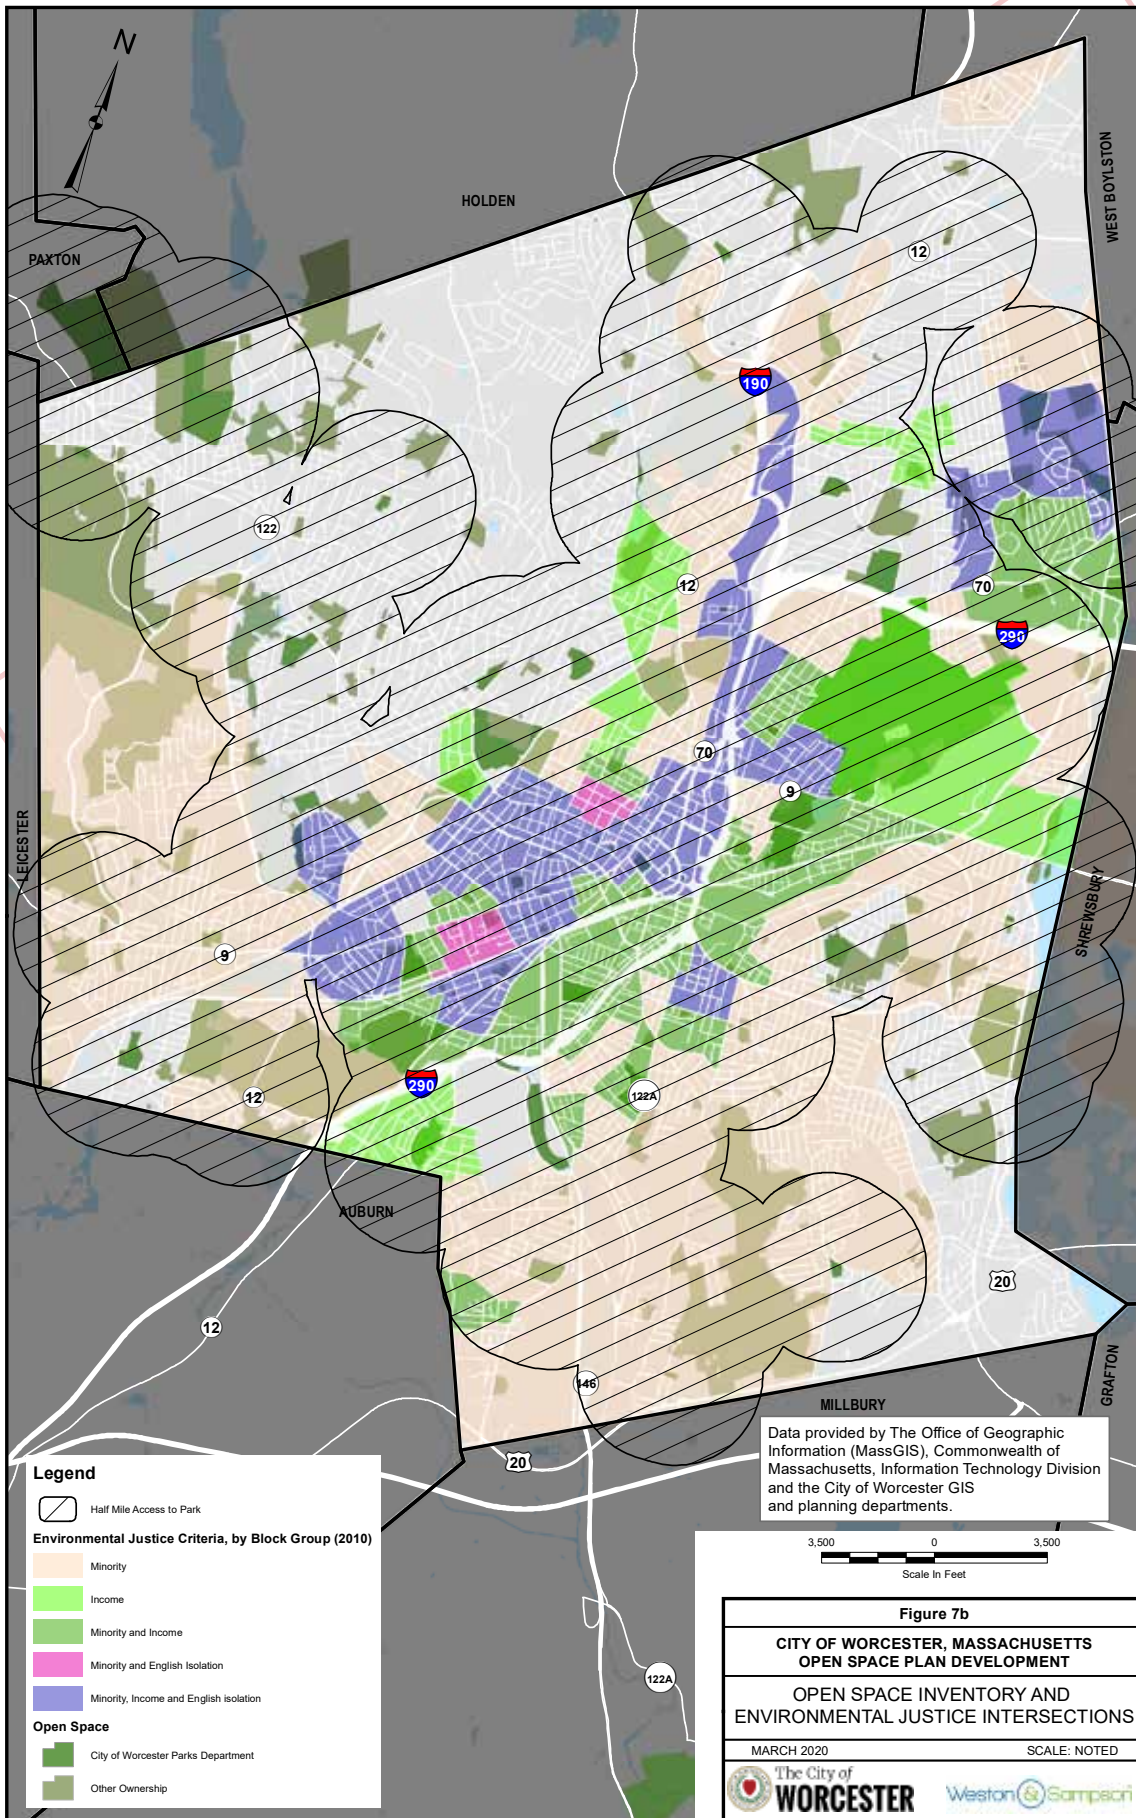 N
HOLDEN
WEST BOYLSTON
PAXTON
12
190
122
12
70
290
70
9
LEICESTER
SHREWSBURY
9
12
290
122A
AUBURN
20
12
146
MILLBURY
GRAFTON
20
122A
Data provided by The Office of Geographic
Information (MassGIS), Commonwealth of
Massachusetts, Information Technology Division
and the City of Worcester GIS
and planning departments.
Legend
Half Mile Access to Park
Environmental Justice Criteria, by Block Group (2010)
Minority
Income
Minority and Income
Minority and English Isolation
Minority, Income and English isolation
Open Space
City of Worcester Parks Department
Other Ownership
3,500 0 3,500
Scale In Feet
Figure 7b
CITY OF WORCESTER, MASSACHUSETTS
OPEN SPACE PLAN DEVELOPMENT
OPEN SPACE INVENTORY AND
ENVIRONMENTAL JUSTICE INTERSECTIONS
MARCH 2020 SCALE: NOTED
The City of
WORCESTER
Weston & Sampson